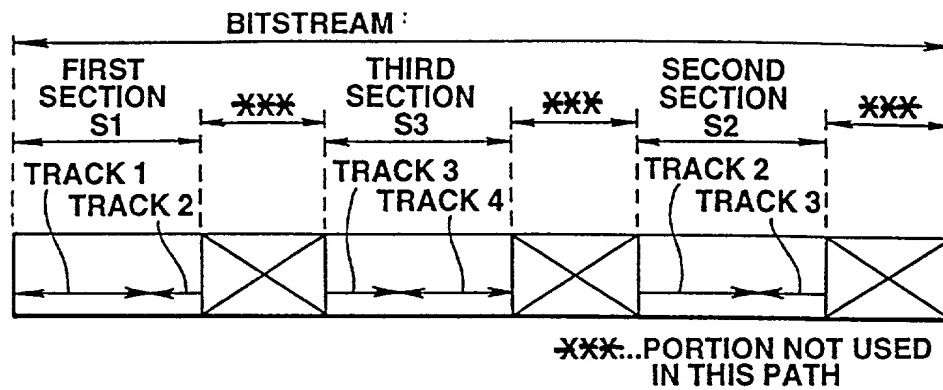 BITSTREAM
FIRST SECTION S1
XXX
THIRD SECTION S3
XXX
SECOND SECTION S2
XXX
TRACK 1
TRACK 2
TRACK 3
TRACK 4
TRACK 2
TRACK 3
XXX...PORTION NOT USED
IN THIS PATH